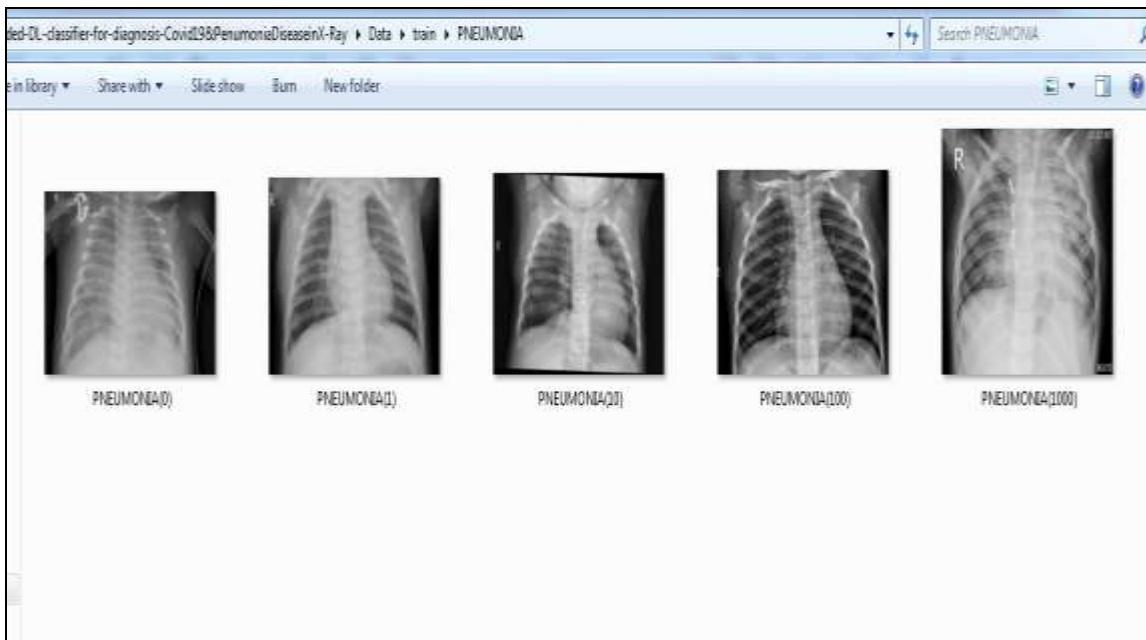 ded-DL-classifier-for-diagnosis-Covid19&PenumoniaDiseaseinX-Ray ▸ Data ▸ train ▸ PNEUMONIA
Search PNEUMONIA
e in library ▾ Share with ▾ Slide show Burn New folder
R
PNEUMONIA(0) PNEUMONIA(1) PNEUMONIA(10) PNEUMONIA(100) PNEUMONIA(1000)